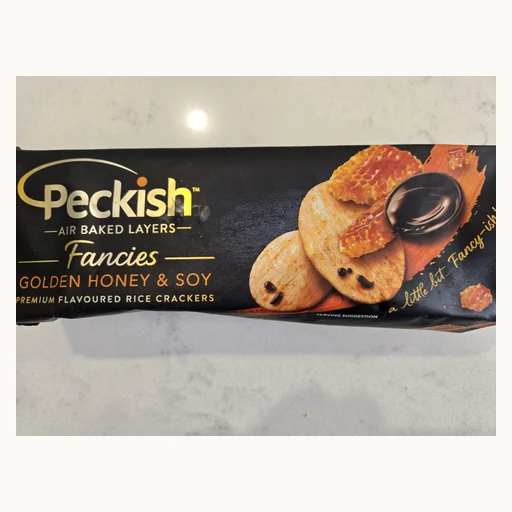 Peckish™
AIR BAKED LAYERS
Fancies
GOLDEN HONEY & SOY
PREMIUM FLAVOURED RICE CRACKERS
SERVING SUGGESTION
a little bit Fancy-ish!